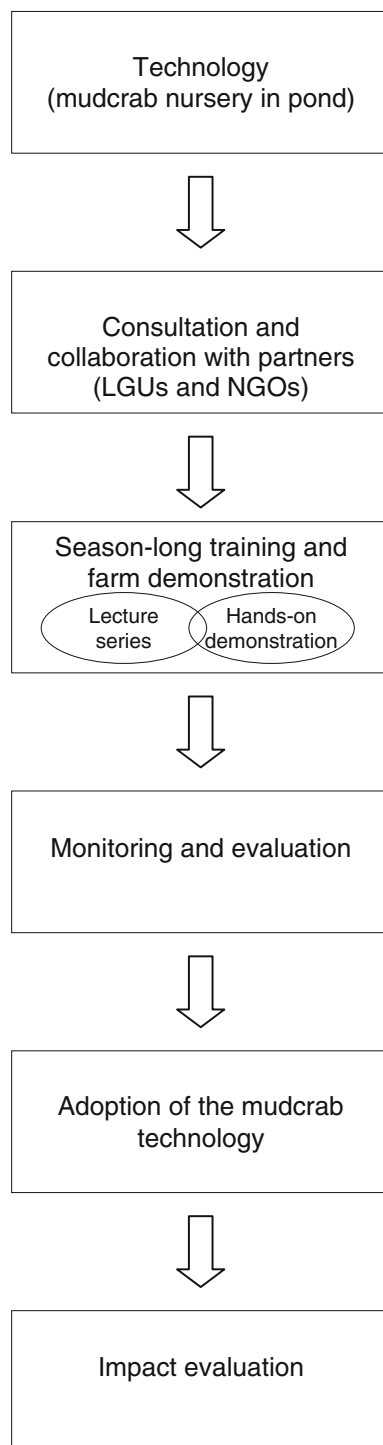 Technology
(mudcrab nursery in pond)
Consultation and
collaboration with partners
(LGUs and NGOs)
Season-long training and
farm demonstration
Lecture
series
Hands-on
demonstration
Monitoring and evaluation
Adoption of the mudcrab
technology
Impact evaluation